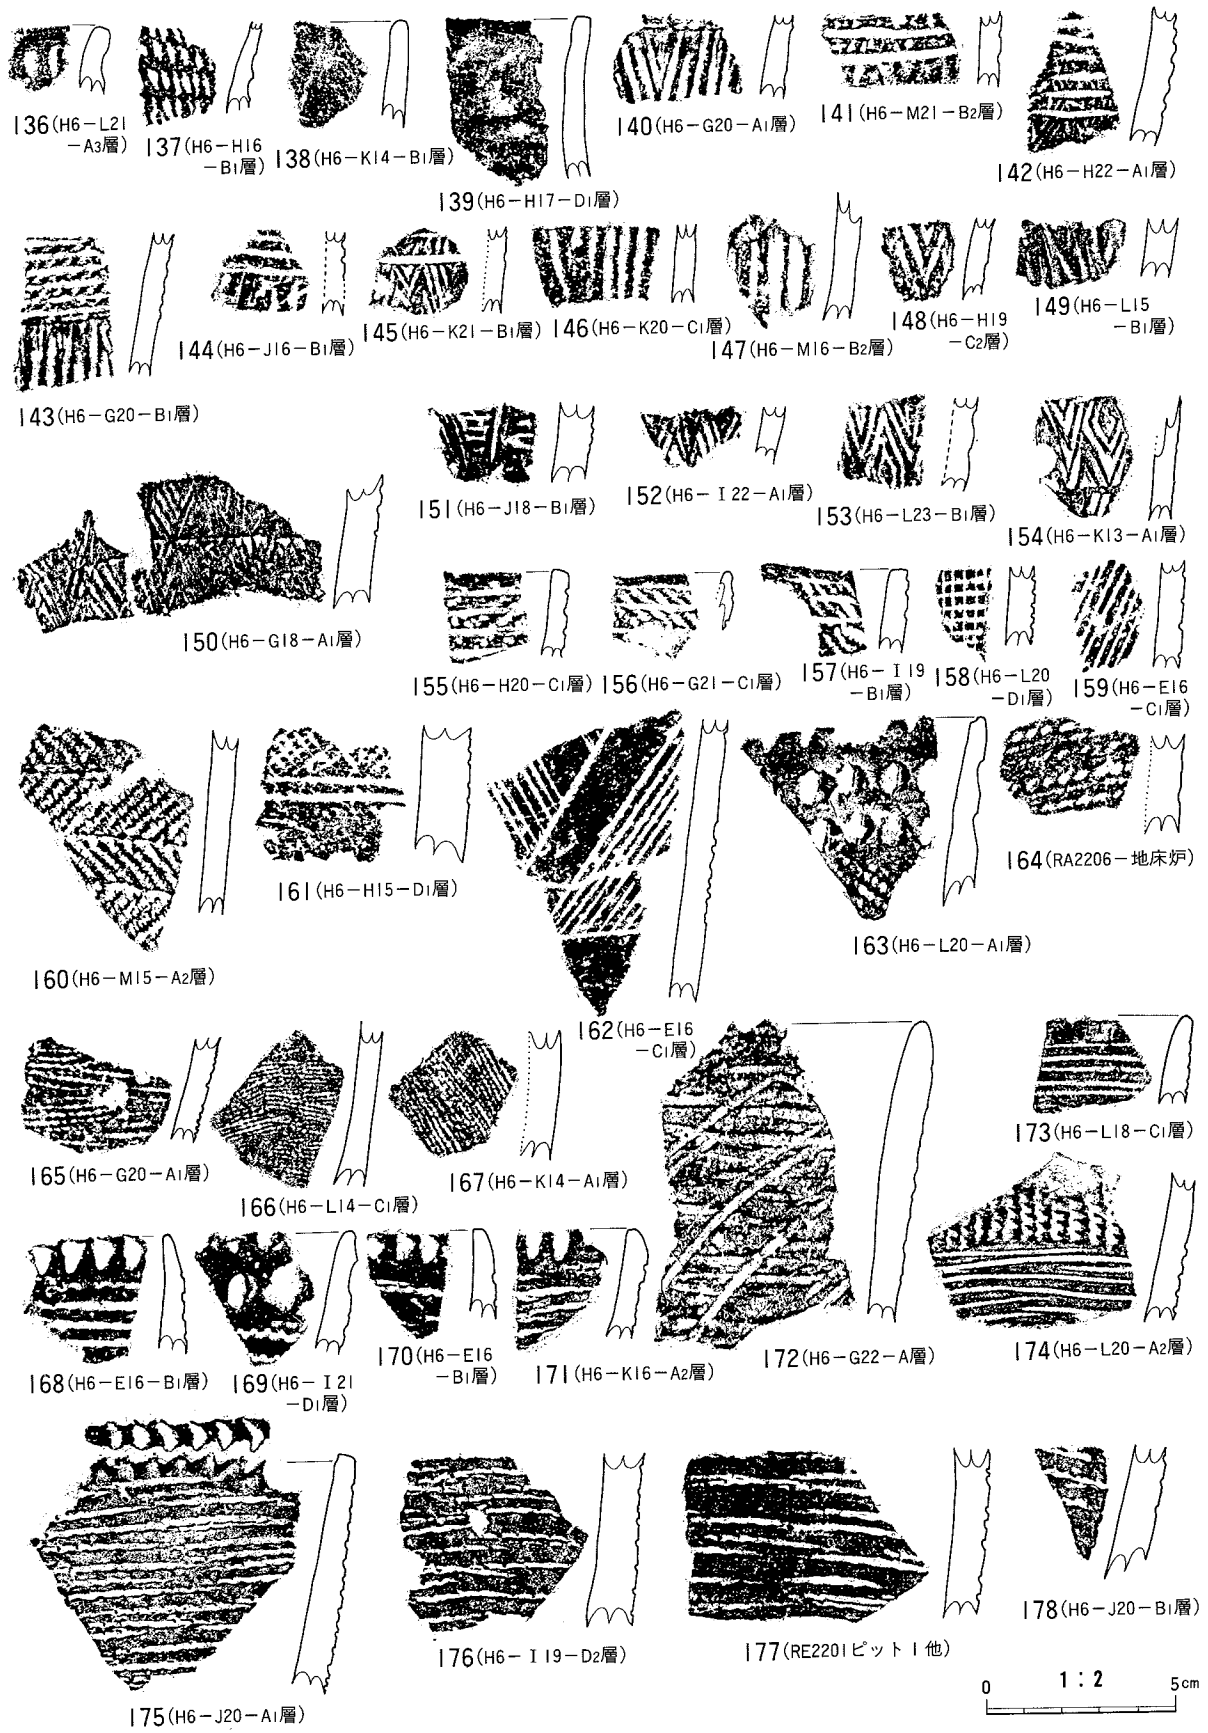 136(H6-L21
-A3層)
137(H6-H16
-B1層)
138(H6-K14-B1層)
139(H6-H17-D1層)
140(H6-G20-A1層)
141(H6-M21-B2層)
142(H6-H22-A1層)
143(H6-G20-B1層)
144(H6-J16-B1層)
145(H6-K21-B1層)
146(H6-K20-C1層)
147(H6-M16-B2層)
148(H6-H19
-C2層)
149(H6-L15
-B1層)
150(H6-G18-A1層)
151(H6-J18-B1層)
152(H6-I22-A1層)
153(H6-L23-B1層)
154(H6-K13-A1層)
155(H6-H20-C1層)
156(H6-G21-C1層)
157(H6-I19
-B1層)
158(H6-L20
-D1層)
159(H6-E16
-C1層)
160(H6-M15-A2層)
161(H6-H15-D1層)
162(H6-E16
-C1層)
163(H6-L20-A1層)
164(RA2206-地床炉)
165(H6-G20-A1層)
166(H6-L14-C1層)
167(H6-K14-A1層)
168(H6-E16-B1層)
169(H6-I21
-D1層)
170(H6-E16
-B1層)
171(H6-K16-A2層)
172(H6-G22-A層)
173(H6-L18-C1層)
174(H6-L20-A2層)
175(H6-J20-A1層)
176(H6-I19-D2層)
177(RE2201ピット1他)
178(H6-J20-B1層)
1:2
0 5cm